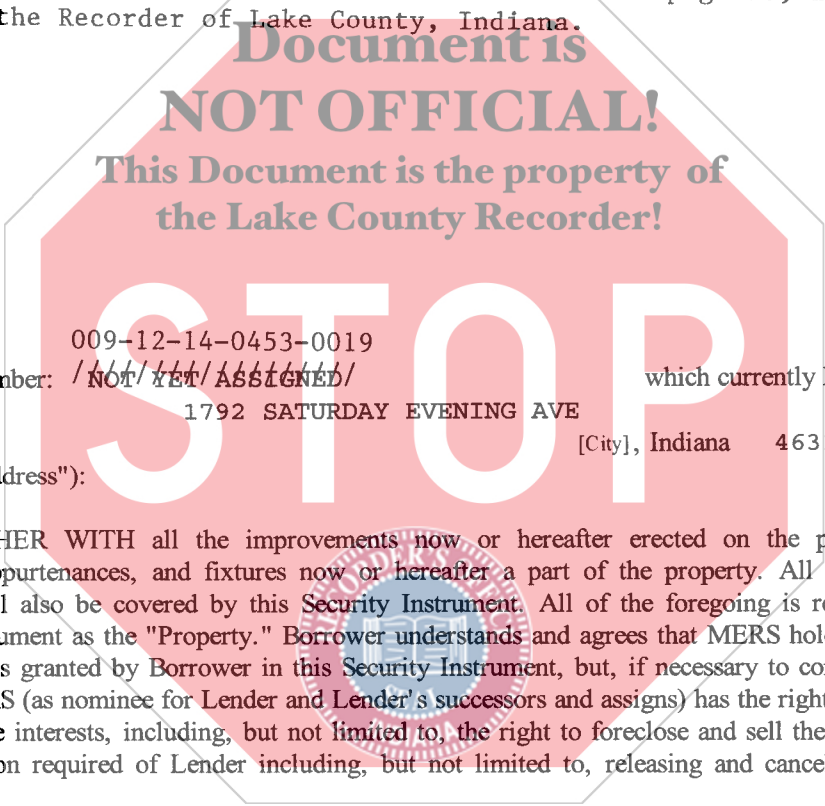 the Recorder of Lake County, Indiana.
Document is
NOT OFFICIAL!
This Document is the property of
the Lake County Recorder!
STOP
009-12-14-0453-0019
nber: /NOT/ YET/ ASSIGNED/ which currently
1792 SATURDAY EVENING AVE
[City], Indiana 463
ddress"):
HER WITH all the improvements now or hereafter erected on the p
ppurtenances, and fixtures now or hereafter a part of the property. All
l also be covered by this Security Instrument. All of the foregoing is re
ument as the "Property." Borrower understands and agrees that MERS hol
s granted by Borrower in this Security Instrument, but, if necessary to co
S (as nominee for Lender and Lender's successors and assigns) has the right
e interests, including, but not limited to, the right to foreclose and sell the
on required of Lender including, but not limited to, releasing and cance